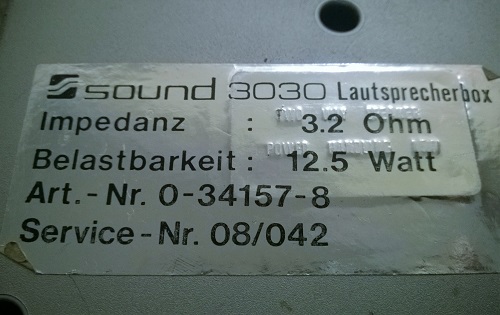 sound 3030 Lautsprecherbox
Impedanz : 3.2 Ohm
Belastbarkeit : 12.5 Watt
Art.-Nr. 0-34157-8
Service-Nr. 08/042